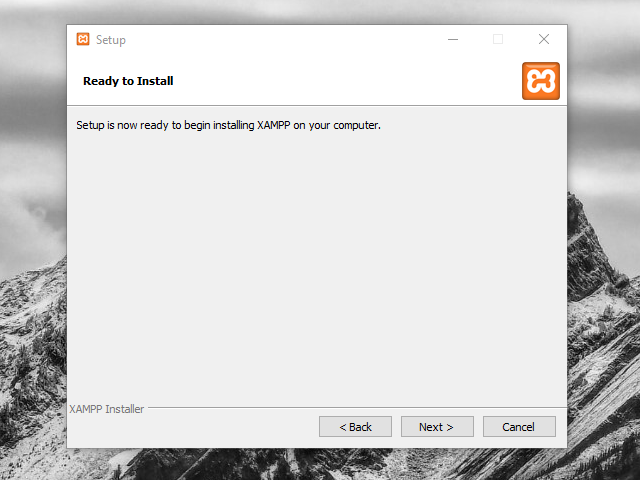 Setup
Ready to Install
Setup is now ready to begin installing XAMPP on your computer.
XAMPP Installer
< Back
Next >
Cancel